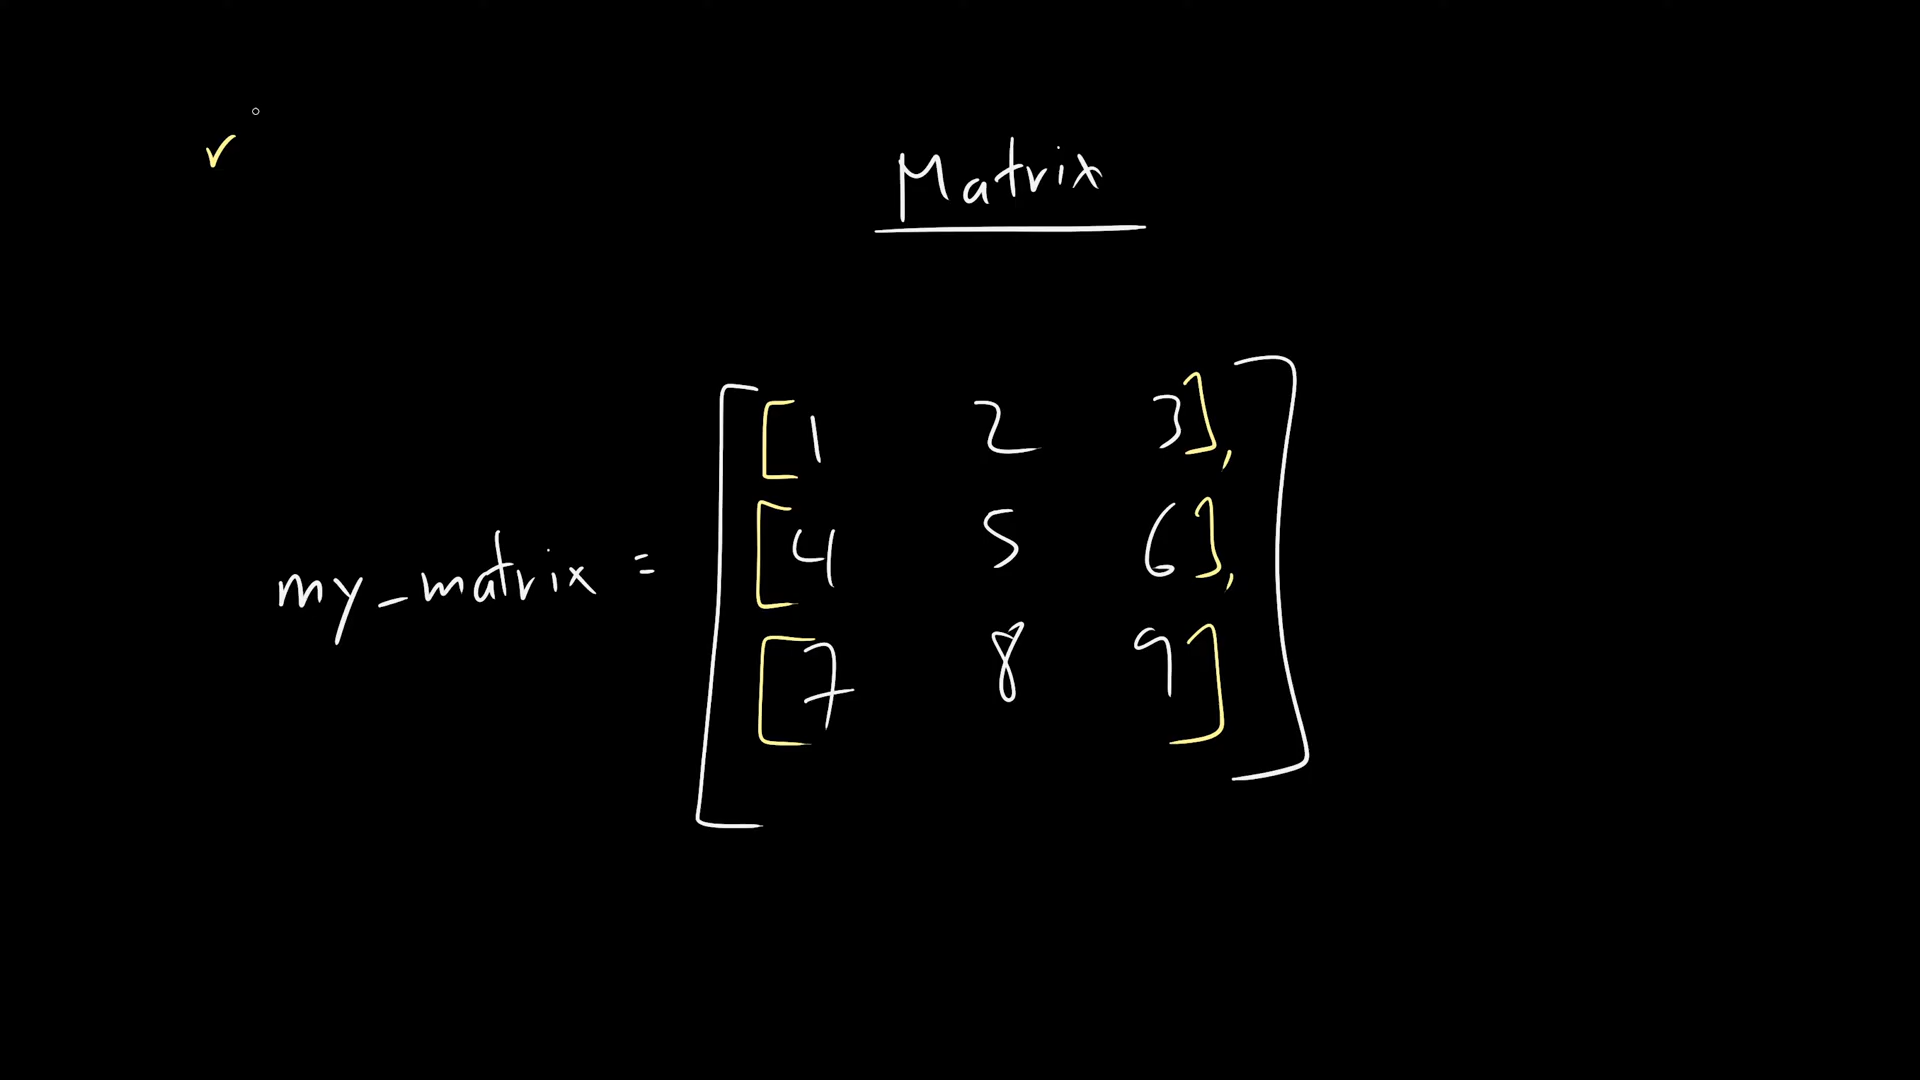 r
Matrix
[[1 2 3],
[4 5 6],
my_matrix =
[7 8 9]]